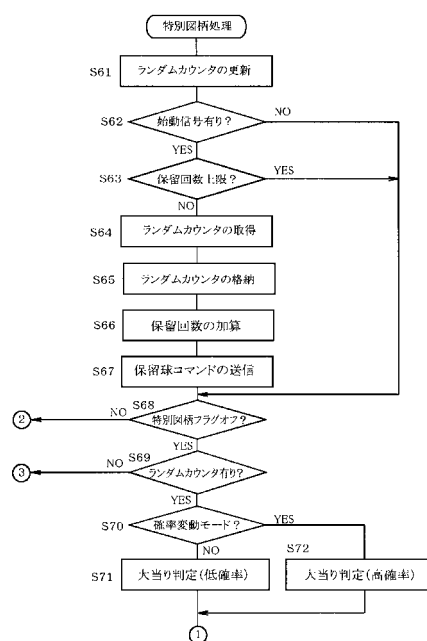 特別図柄処理
S61
ランダムカウンタの更新
S62
始動信号有り?
NO
YES
S63
保留回数上限?
YES
NO
S64
ランダムカウンタの取得
S65
ランダムカウンタの格納
S66
保留回数の加算
S67
保留球コマンドの送信
S68
特別図柄フラグオフ?
NO
②
YES
S69
ランダムカウンタ有り?
NO
③
YES
S70
確率変動モード?
YES
NO
S71
大当り判定(低確率)
S72
大当り判定(高確率)
①